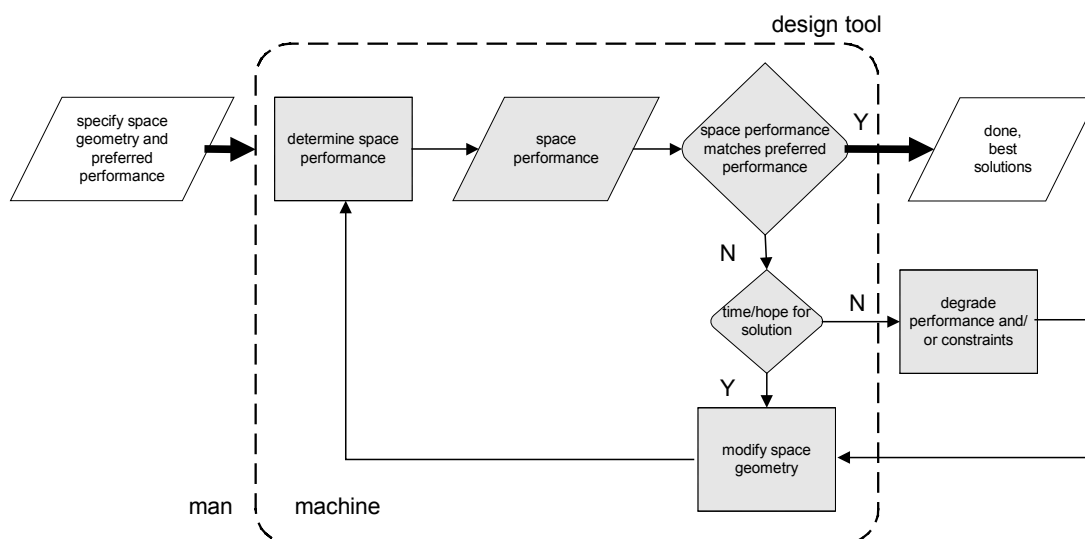 design tool
specify space
geometry and
preferred
performance
determine space
performance
space
performance
space performance
matches preferred
performance
Y
done,
best
solutions
N
time/hope for
solution
N
degrade
performance and/
or constraints
Y
modify space
geometry
man
machine